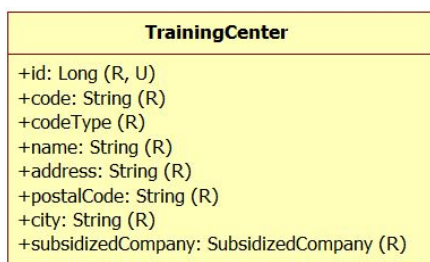 TrainingCenter
+id: Long (R, U)
+code: String (R)
+codeType (R)
+name: String (R)
+address: String (R)
+postalCode: String (R)
+city: String (R)
+subsidizedCompany: SubsidizedCompany (R)